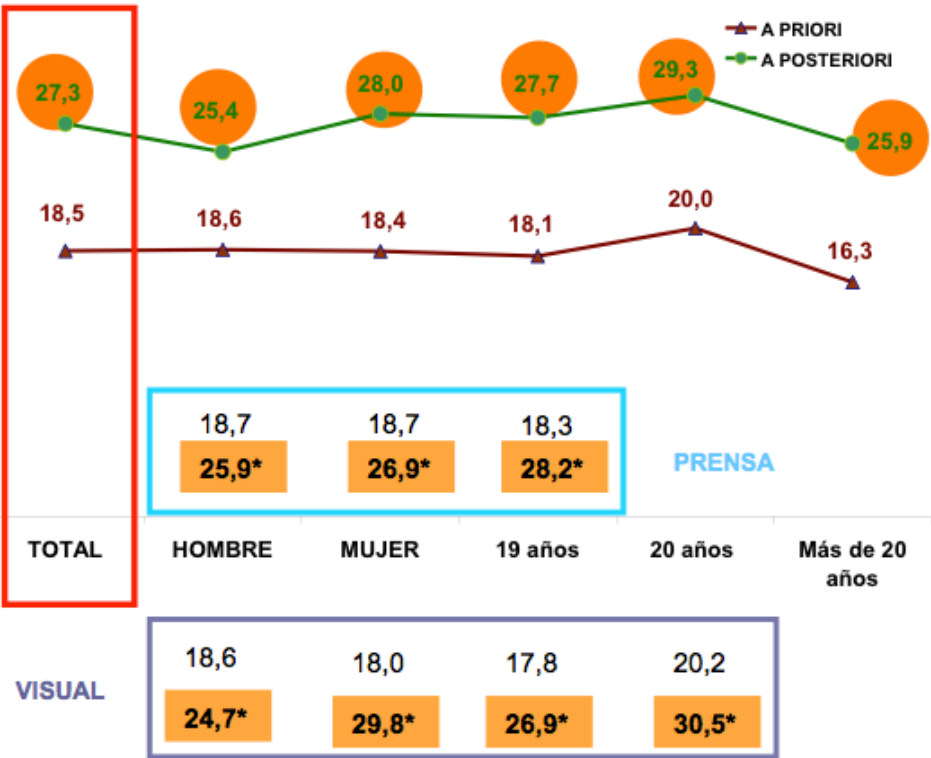 A PRIORI
A POSTERIORI
27,3 25,4 28,0 27,7 29,3 25,9
18,5 18,6 18,4 18,1 20,0 16,3
18,7 18,7 18,3
25,9* 26,9* 28,2*
PRENSA
TOTAL HOMBRE MUJER 19 años 20 años Más de 20
años
VISUAL
18,6 18,0 17,8 20,2
24,7* 29,8* 26,9* 30,5*